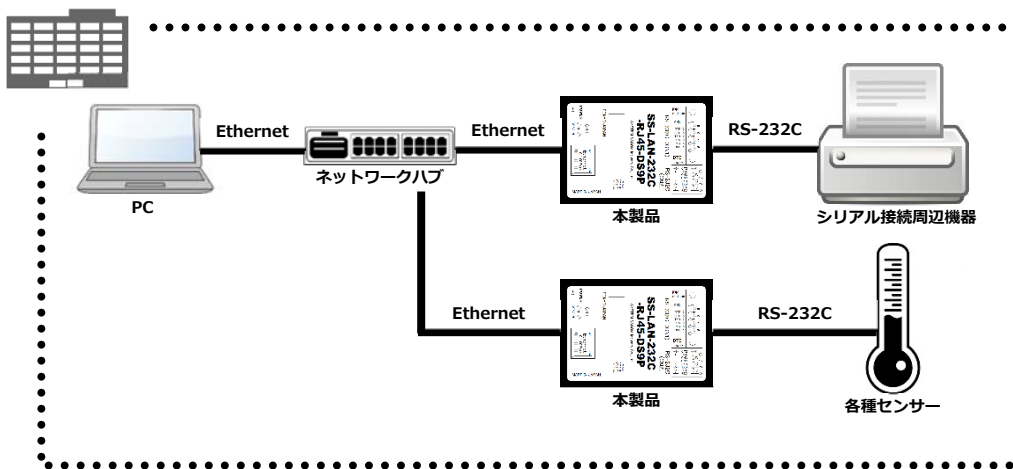 Ethernet
Ethernet
RS-232C
SS-LAN-232C
-RJ45-DS9P
ネットワークハブ
PC
本製品
シリアル接続周辺機器
Ethernet
RS-232C
SS-LAN-232C
-RJ45-DS9P
本製品
各種センサー